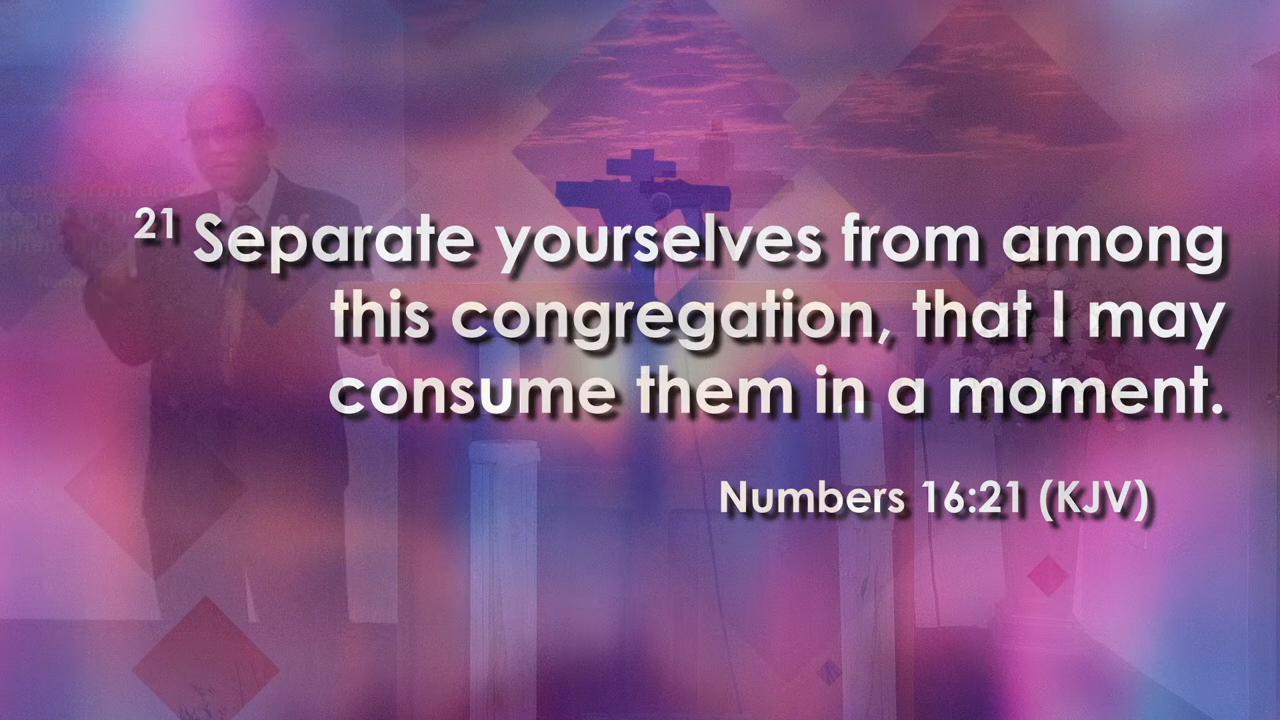 21 Separate yourselves from among
this congregation, that I may
consume them in a moment.
Numbers 16:21 (KJV)